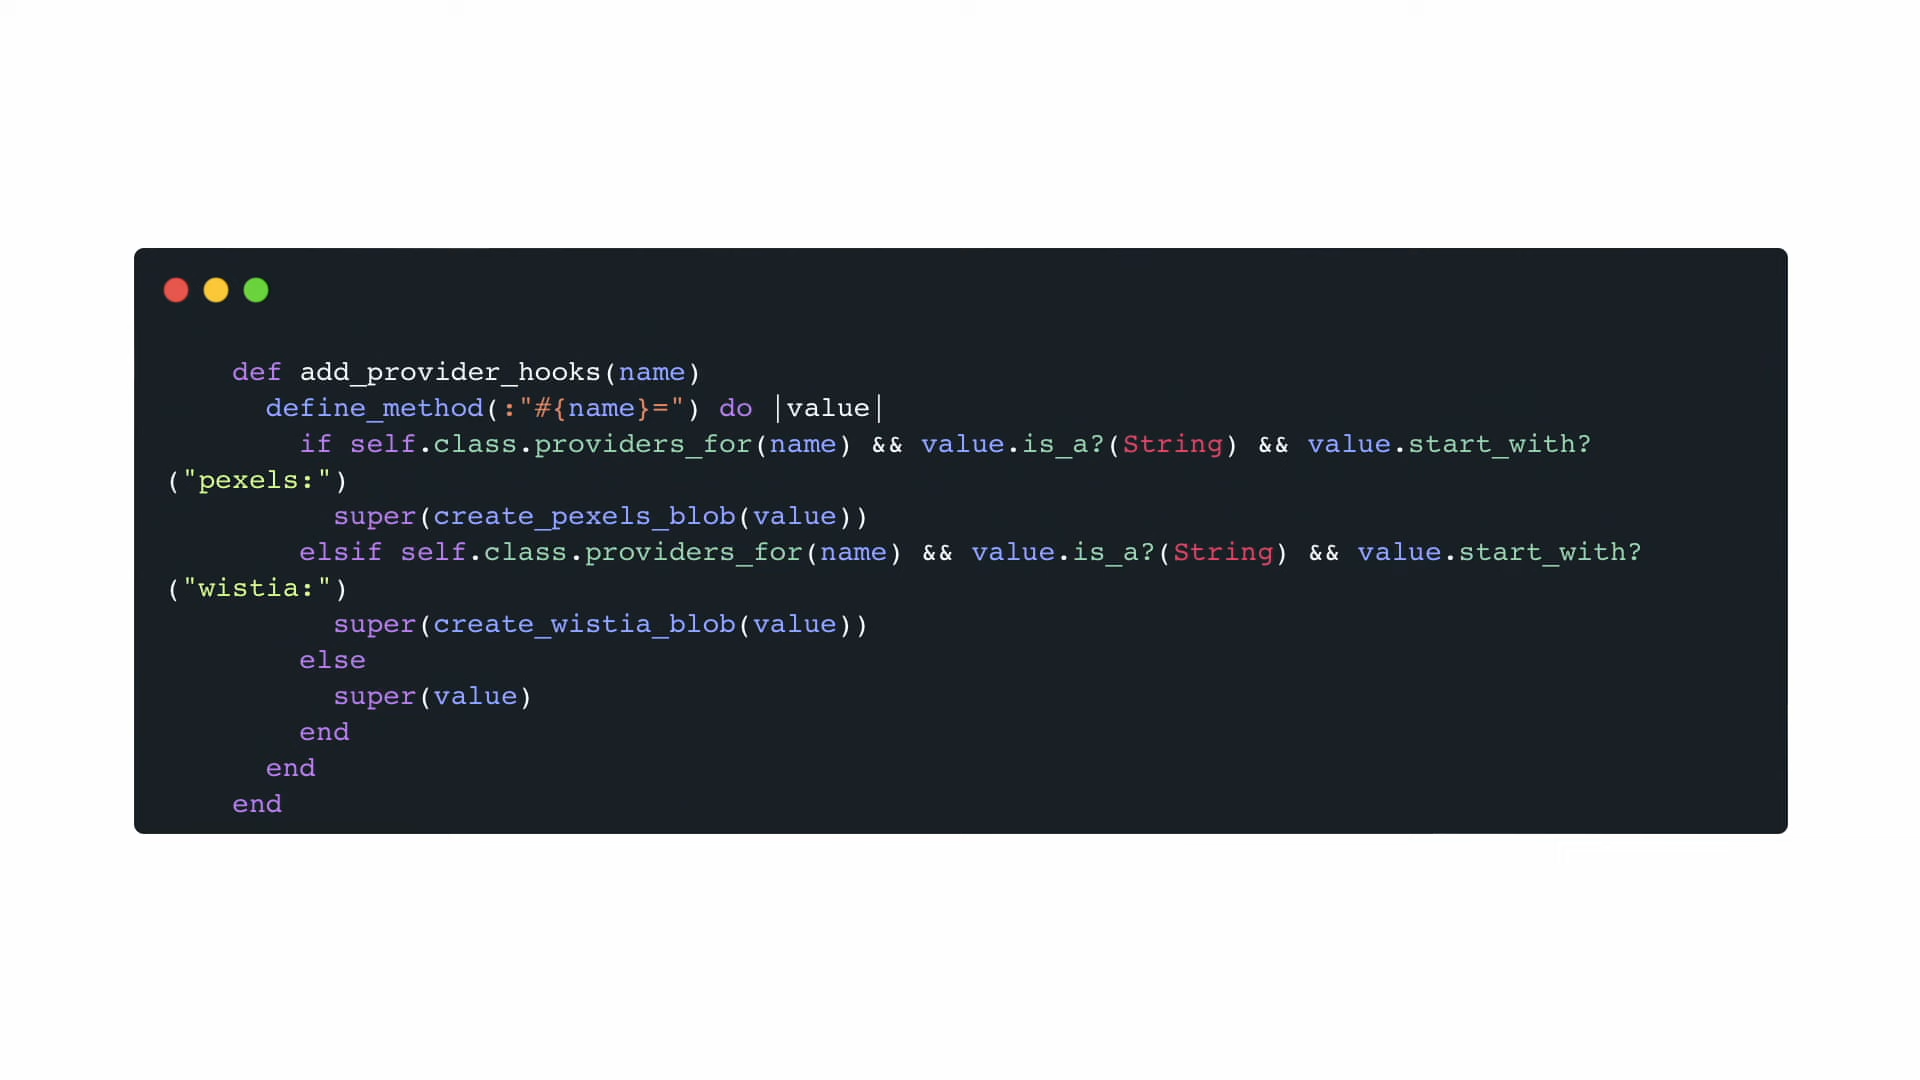 def add_provider_hooks(name)
define_method(:"#{name}=") do |value|
if self.class.providers_for(name) && value.is_a?(String) && value.start_with?
("pexels:")
super(create_pexels_blob(value))
elsif self.class.providers_for(name) && value.is_a?(String) && value.start_with?
("wistia:")
super(create_wistia_blob(value))
else
super(value)
end
end
end